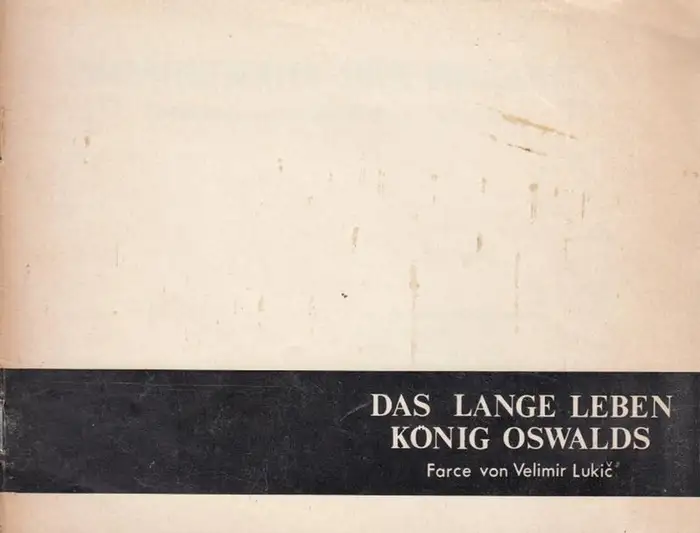 DAS LANGE LEBEN
KÖNIG OSWALDS
Farce von Velimir Lukič